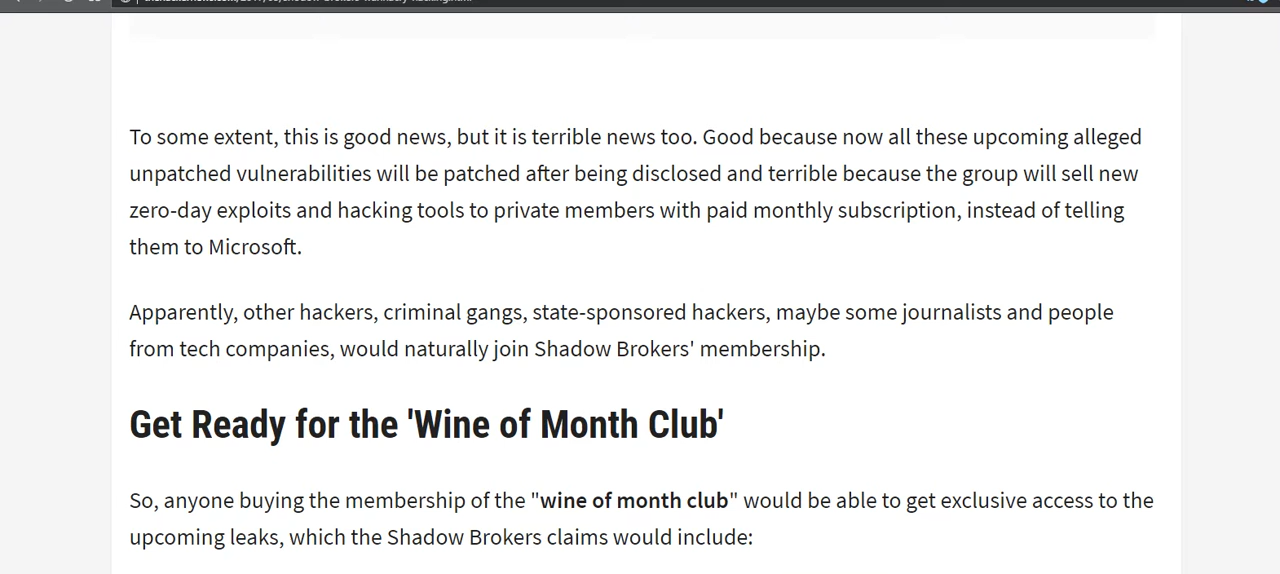 To some extent, this is good news, but it is terrible news too. Good because now all these upcoming alleged
unpatched vulnerabilities will be patched after being disclosed and terrible because the group will sell new
zero-day exploits and hacking tools to private members with paid monthly subscription, instead of telling
them to Microsoft.
Apparently, other hackers, criminal gangs, state-sponsored hackers, maybe some journalists and people
from tech companies, would naturally join Shadow Brokers' membership.
Get Ready for the 'Wine of Month Club'
So, anyone buying the membership of the "wine of month club" would be able to get exclusive access to the
upcoming leaks, which the Shadow Brokers claims would include: